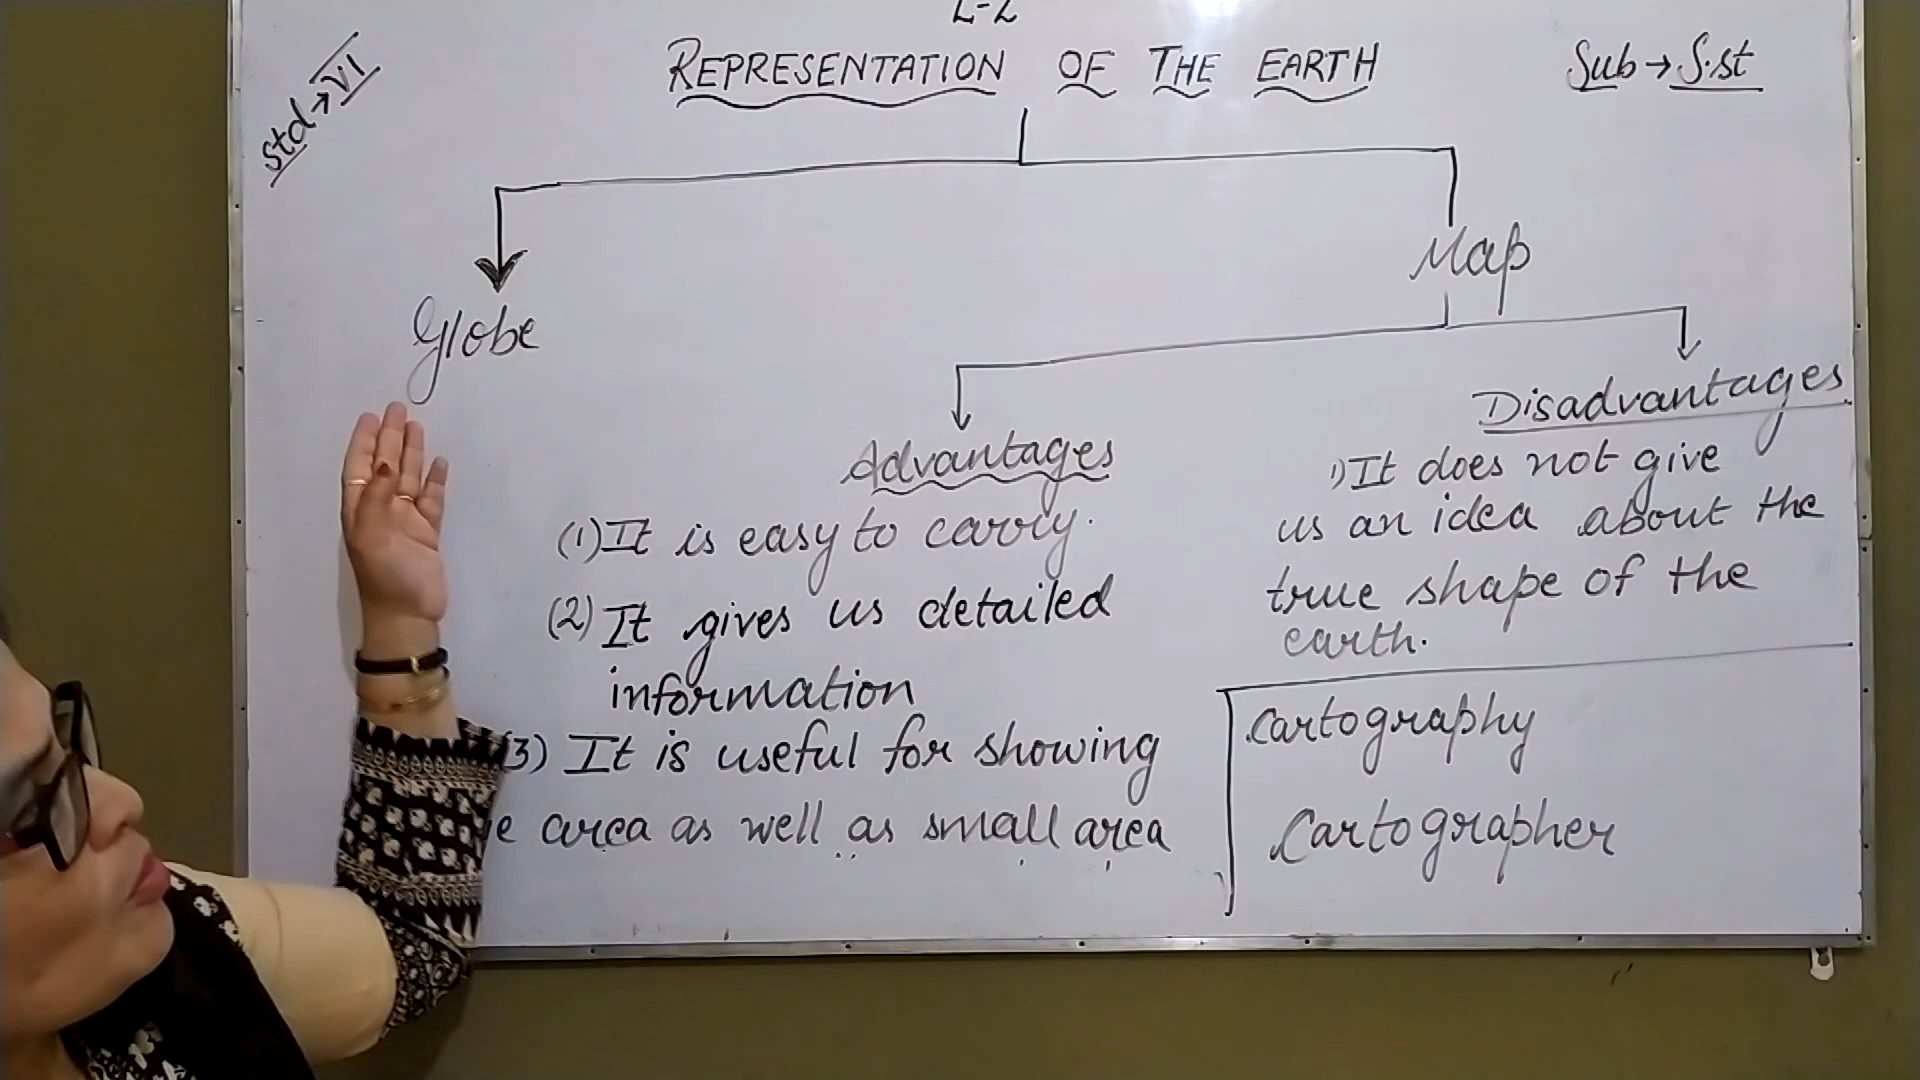 L-2
REPRESENTATION OF THE EARTH
Sub→S.st
std→VI
Globe
Map
Advantages
(1) It is easy to carry.
(2) It gives us detailed
information
(3) It is useful for showing
area as well as small area
Disadvantages
1) It does not give
us an idea about the
true shape of the
earth.
Cartography
Cartographer